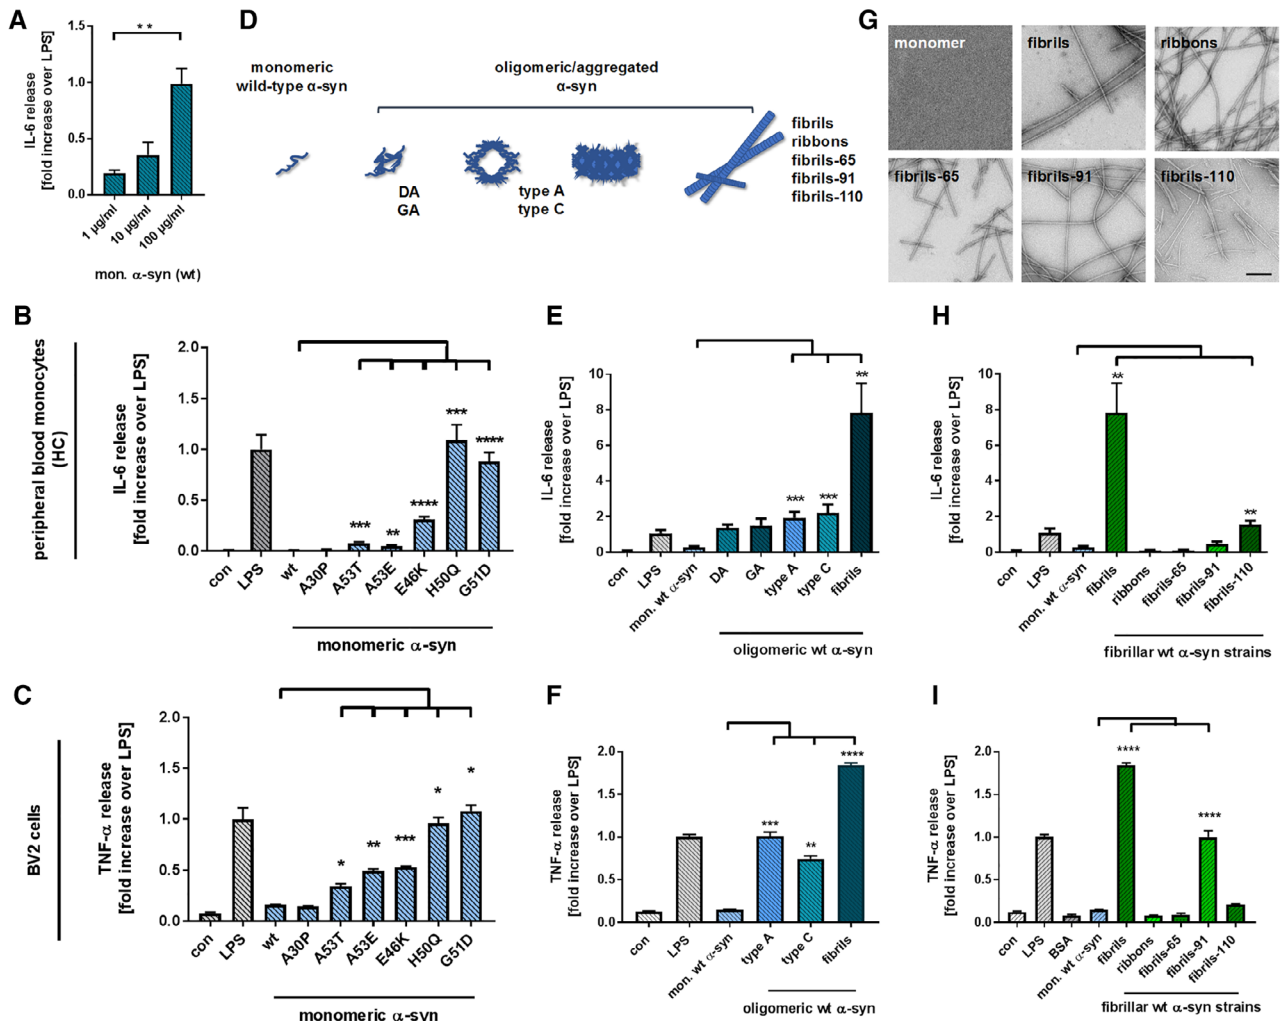 A
IL-6 release
[fold increase over LPS]
1.5
1.0
0.5
0.0
**
1 µg/ml
10 µg/ml
100 µg/ml
mon. α-syn (wt)
D
monomeric
wild-type α-syn
oligomeric/aggregated
α-syn
DA
GA
type A
type C
fibrils
ribbons
fibrils-65
fibrils-91
fibrils-110
G
monomer
fibrils
ribbons
fibrils-65
fibrils-91
fibrils-110
B
peripheral blood monocytes
(HC)
IL-6 release
[fold increase over LPS]
2.0
1.5
1.0
0.5
0.0
***
**
****
***
****
con
LPS
wt
A30P
A53T
A53E
E46K
H50Q
G51D
monomeric α-syn
E
IL-6 release
[fold increase over LPS]
10
8
6
4
2
0
***
***
**
con
LPS
mon. wt α-syn
DA
GA
type A
type C
fibrils
oligomeric wt α-syn
H
IL-6 release
[fold increase over LPS]
10
8
6
4
2
0
**
**
con
LPS
mon. wt α-syn
fibrils
ribbons
fibrils-65
fibrils-91
fibrils-110
fibrillar wt α-syn strains
C
BV2 cells
TNF-α release
[fold increase over LPS]
2.0
1.5
1.0
0.5
0.0
*
**
***
*
*
con
LPS
wt
A30P
A53T
A53E
E46K
H50Q
G51D
monomeric α-syn
F
TNF-α release
[fold increase over LPS]
2.0
1.5
1.0
0.5
0.0
***
**
****
con
LPS
mon. wt α-syn
type A
type C
fibrils
oligomeric wt α-syn
I
TNF-α release
[fold increase over LPS]
2.0
1.5
1.0
0.5
0.0
****
****
con
LPS
BSA
mon. wt α-syn
fibrils
ribbons
fibrils-65
fibrils-91
fibrils-110
fibrillar wt α-syn strains